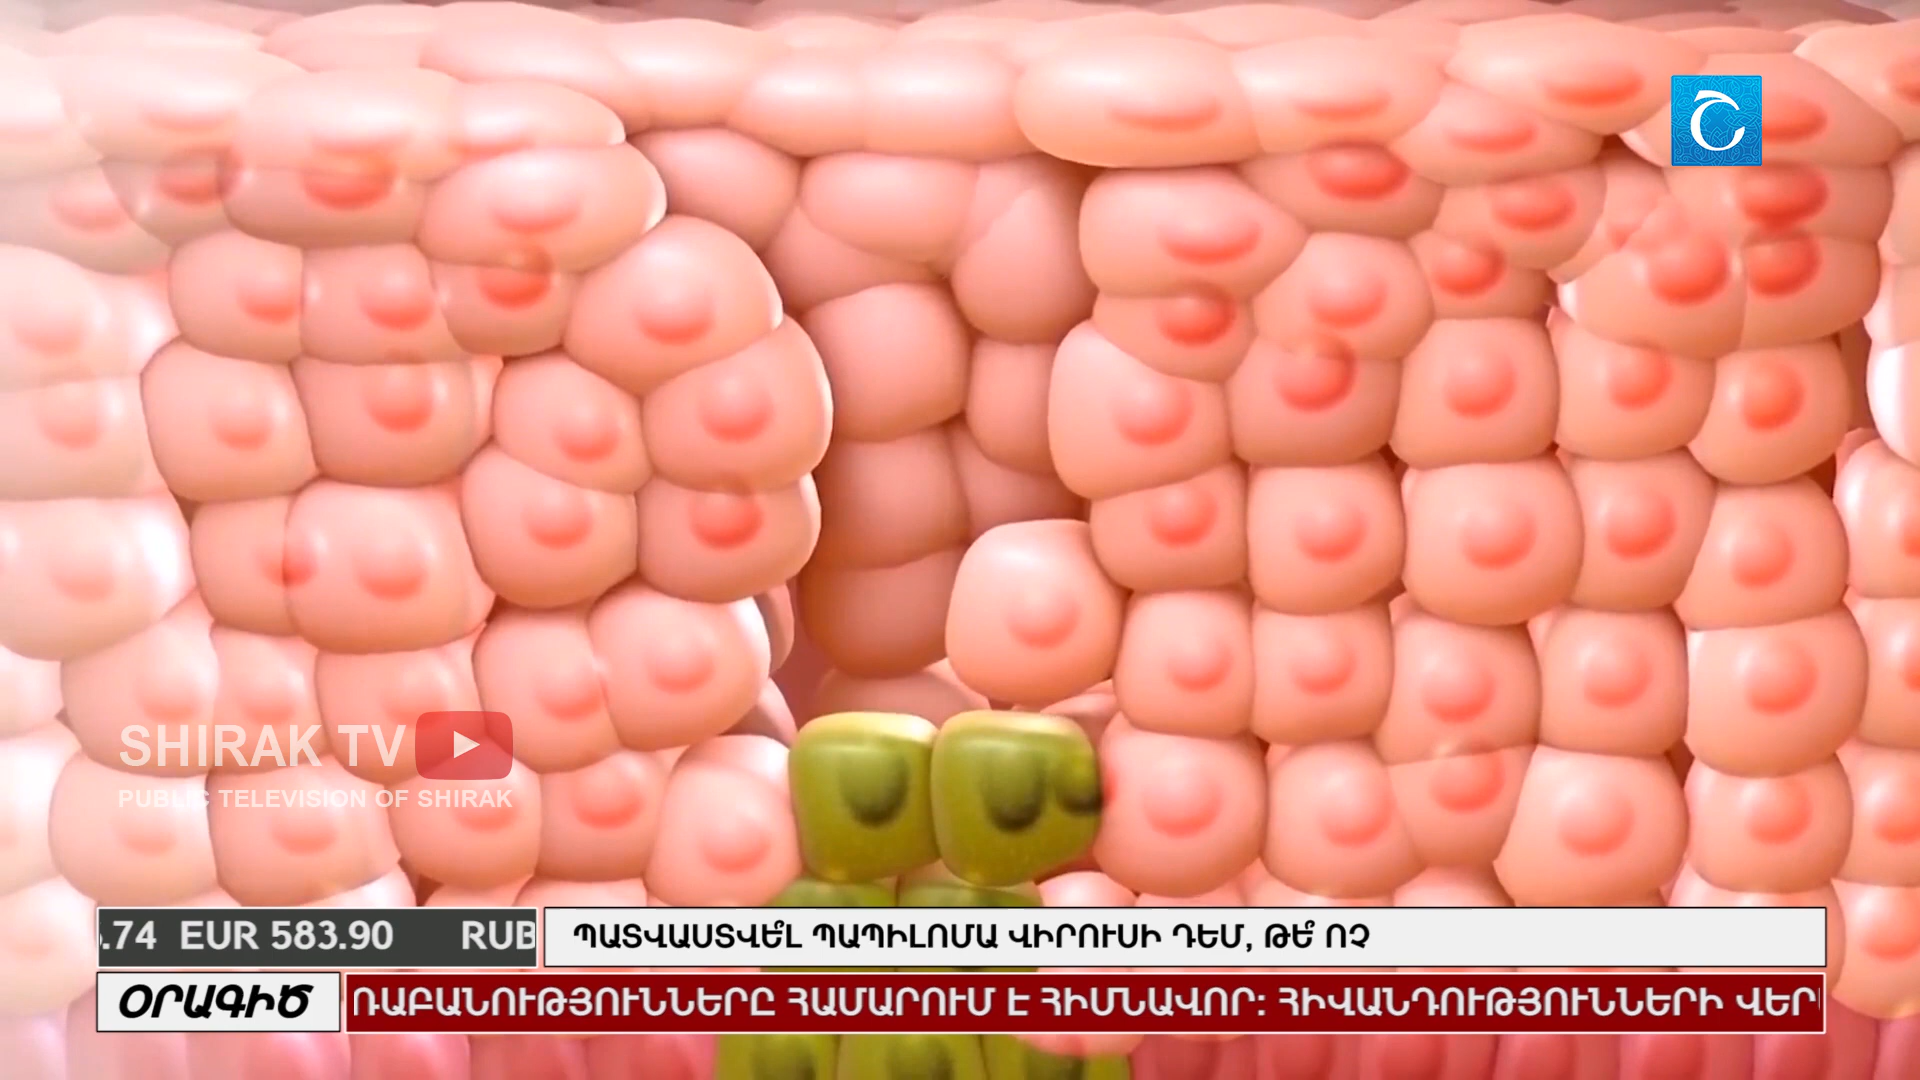 SHIRAK TV
PUBLIC TELEVISION OF SHIRAK
.74 EUR 583.90 RUB
ՊԱՏՎԱՍՏՎԵ՞Լ ՊԱՊԻԼՈՄԱ ՎԻՐՈՒՍԻ ԴԵՄ, ԹԵ՞ ՈՉ
ՕՐԱԳԻԾ
ԴԱԲԱՆՈՒԹՅՈՒՆՆԵՐԸ ՀԱՄԱՐՈՒՄ Է ՀԻՄՆԱՎՈՐ: ՀԻՎԱՆԴՈՒԹՅՈՒՆՆԵՐԻ ՎԵՐ